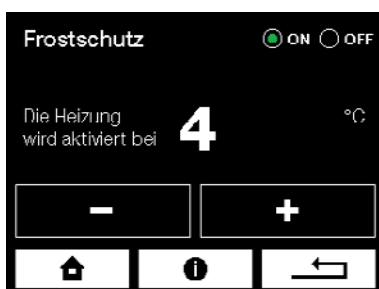 Frostschutz ON OFF
Die Heizung
wird aktiviert bei 4 °C
- +